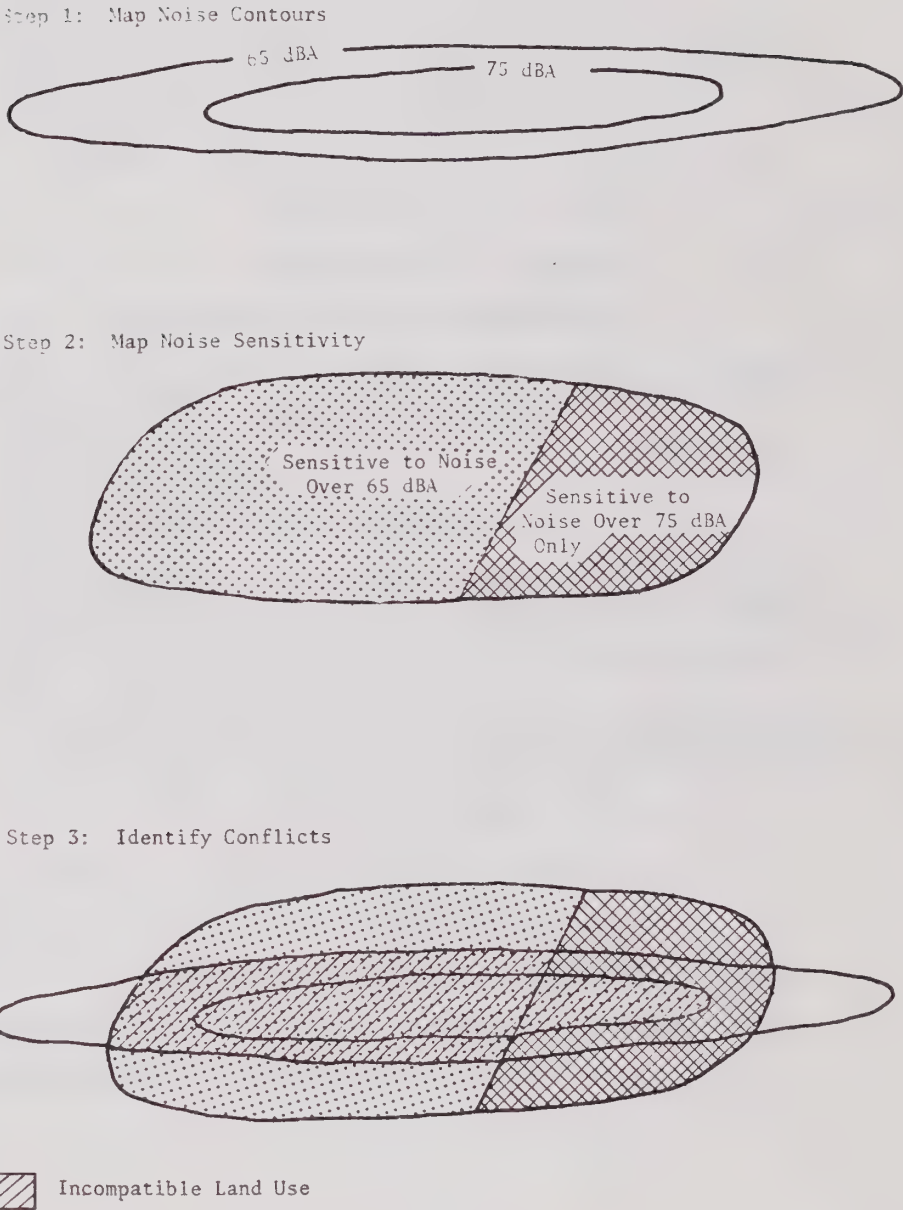 Step 1: Map Noise Contours
65 dBA
75 dBA
Step 2: Map Noise Sensitivity
Sensitive to Noise
Over 65 dBA
Sensitive to
Noise Over 75 dBA
Only
Step 3: Identify Conflicts
Incompatible Land Use